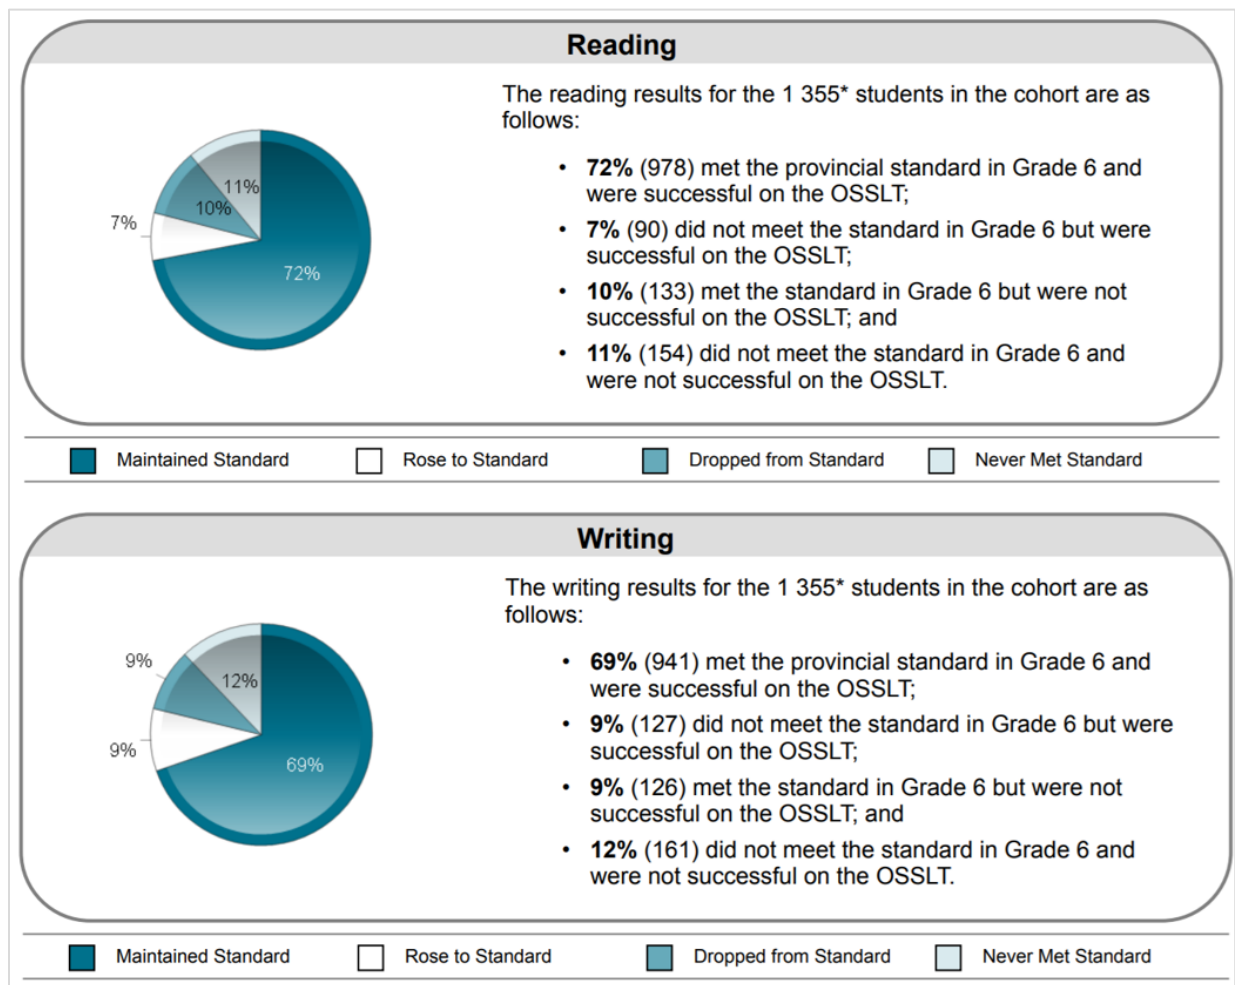 Reading
The reading results for the 1 355* students in the cohort are as
follows:
• 72% (978) met the provincial standard in Grade 6 and
were successful on the OSSLT;
• 7% (90) did not meet the standard in Grade 6 but were
successful on the OSSLT;
• 10% (133) met the standard in Grade 6 but were not
successful on the OSSLT; and
• 11% (154) did not meet the standard in Grade 6 and
were not successful on the OSSLT.
11%
10%
7%
72%
Maintained Standard
Rose to Standard
Dropped from Standard
Never Met Standard
Writing
The writing results for the 1 355* students in the cohort are as
follows:
• 69% (941) met the provincial standard in Grade 6 and
were successful on the OSSLT;
• 9% (127) did not meet the standard in Grade 6 but were
successful on the OSSLT;
• 9% (126) met the standard in Grade 6 but were not
successful on the OSSLT; and
• 12% (161) did not meet the standard in Grade 6 and
were not successful on the OSSLT.
9%
12%
9%
69%
Maintained Standard
Rose to Standard
Dropped from Standard
Never Met Standard